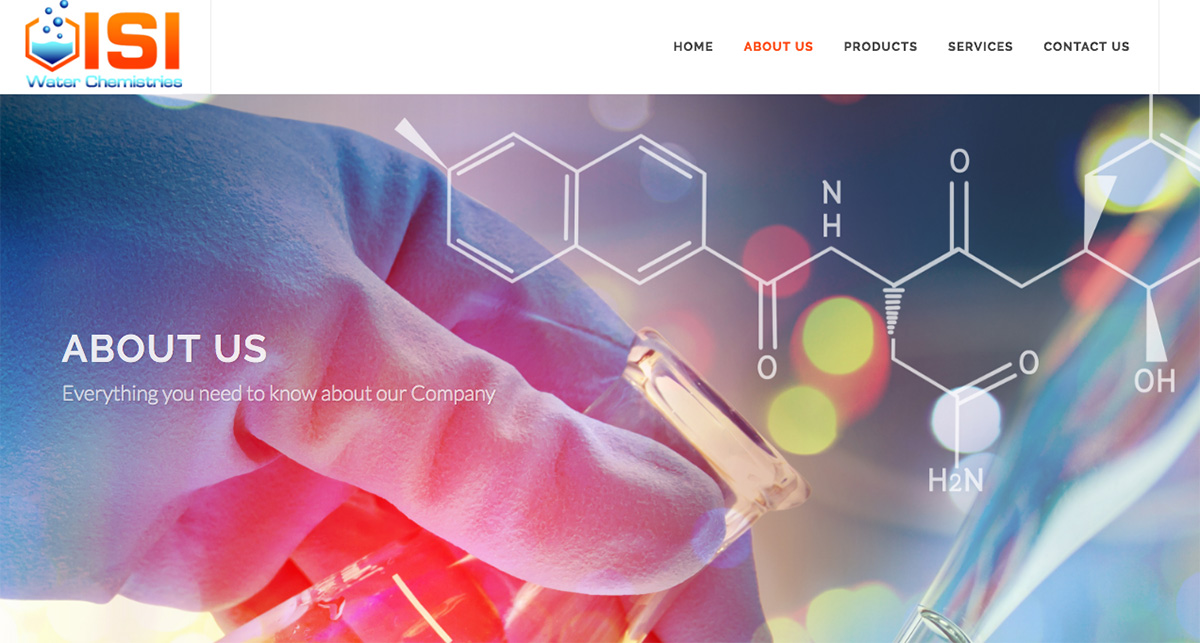 ISI
Water Chemistries
HOME ABOUT US PRODUCTS SERVICES CONTACT US
O
N
H
O
O
OH
H2N
ABOUT US
Everything you need to know about our Company